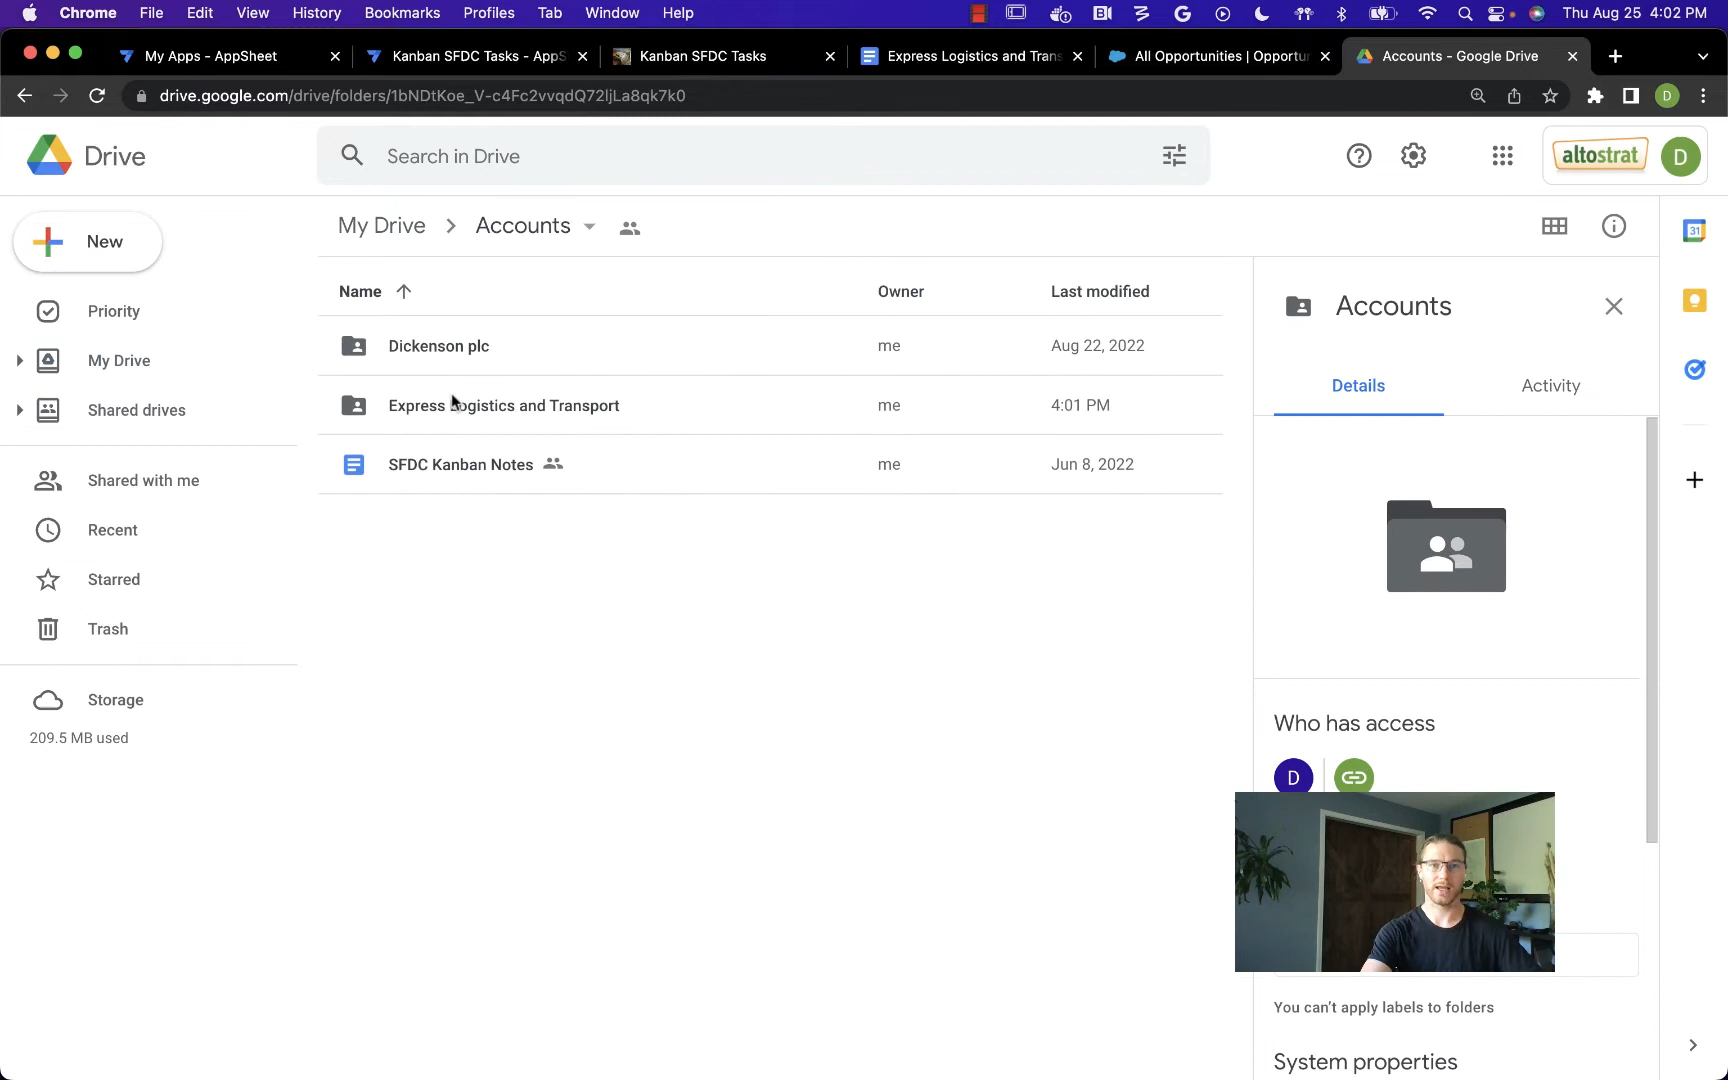 Chrome File Edit View History Bookmarks Profiles Tab Window Help Thu Aug 25 4:02 PM
My Apps - AppSheet Kanban SFDC Tasks - AppS Kanban SFDC Tasks Express Logistics and Trans All Opportunities | Opportun Accounts - Google Drive
drive.google.com/drive/folders/1bNDtKoe_V-c4Fc2vvqdQ72ljLa8qk7k0 D
Drive Search in Drive altostrat D
New
My Drive > Accounts
31
Name Owner Last modified
Dickenson plc me Aug 22, 2022
Express Logistics and Transport me 4:01 PM
SFDC Kanban Notes me Jun 8, 2022
Priority
My Drive
Shared drives
Shared with me
Recent
Starred
Trash
Storage
209.5 MB used
Accounts
Details Activity
Who has access
D
You can't apply labels to folders
System properties